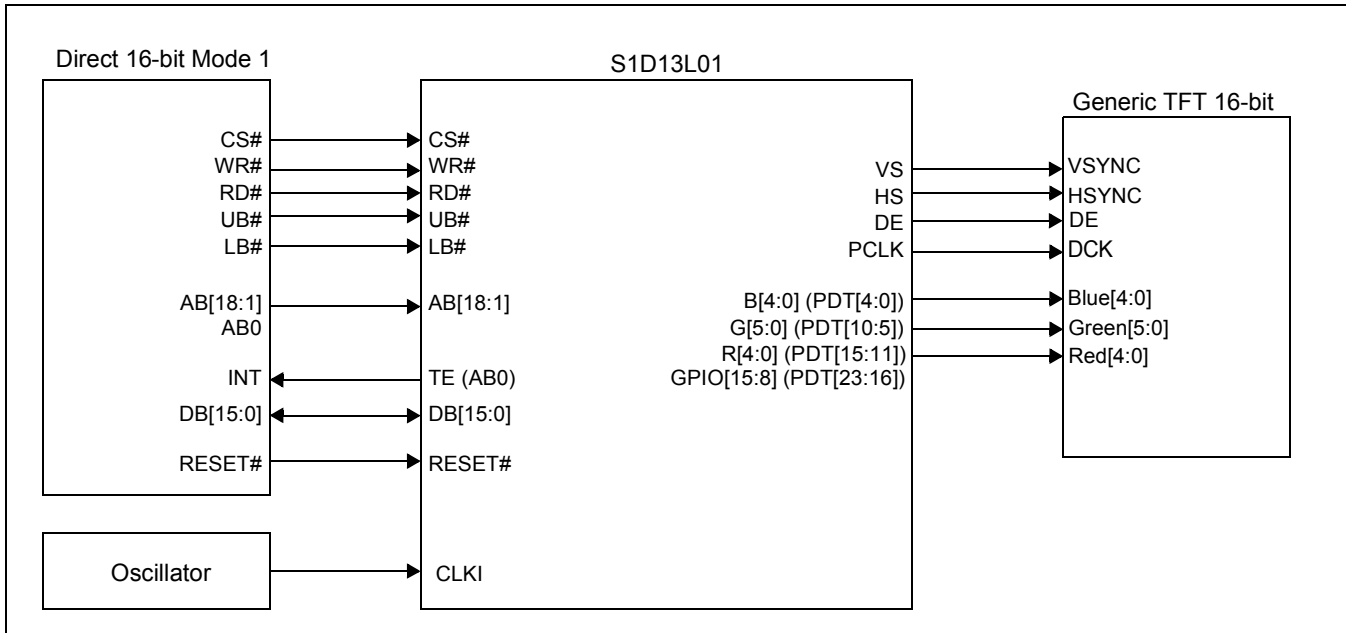 Direct 16-bit Mode 1
CS#
WR#
RD#
UB#
LB#
AB[18:1]
AB0
INT
DB[15:0]
RESET#
Oscillator
S1D13L01
CS#
WR#
RD#
UB#
LB#
AB[18:1]
TE (AB0)
DB[15:0]
RESET#
CLKI
VS
HS
DE
PCLK
B[4:0] (PDT[4:0])
G[5:0] (PDT[10:5])
R[4:0] (PDT[15:11])
GPIO[15:8] (PDT[23:16])
Generic TFT 16-bit
VSYNC
HSYNC
DE
DCK
Blue[4:0]
Green[5:0]
Red[4:0]